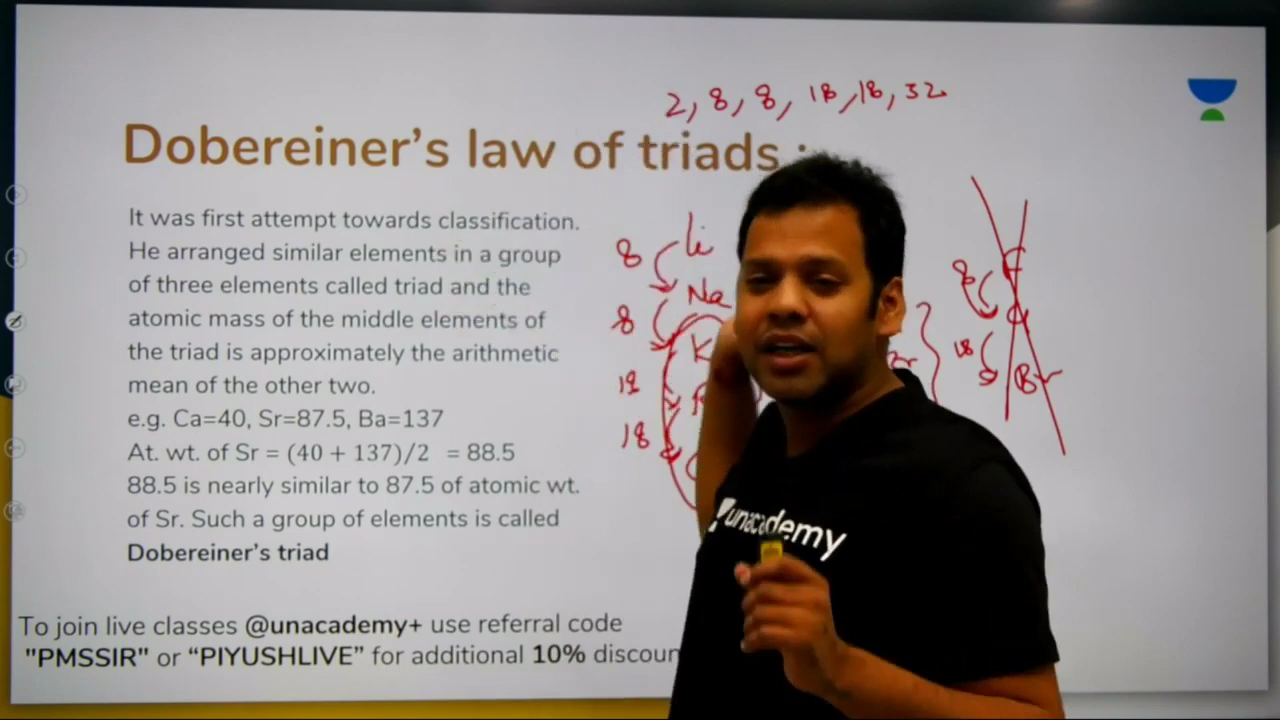 2, 8, 8, 18, 18, 32
Dobereiner's law of triads :
It was first attempt towards classification.
He arranged similar elements in a group
of three elements called triad and the
atomic mass of the middle elements of
the triad is approximately the arithmetic
mean of the other two.
e.g. Ca=40, Sr=87.5, Ba=137
At. wt. of Sr = (40 + 137)/2 = 88.5
88.5 is nearly similar to 87.5 of atomic wt.
of Sr. Such a group of elements is called
Dobereiner's triad
8 Li
Na
8
K
18
18
8 F
18
Br
unacademy
To join live classes @unacademy+ use referral code
"PMSSIR" or “PIYUSHLIVE” for additional 10% discoun